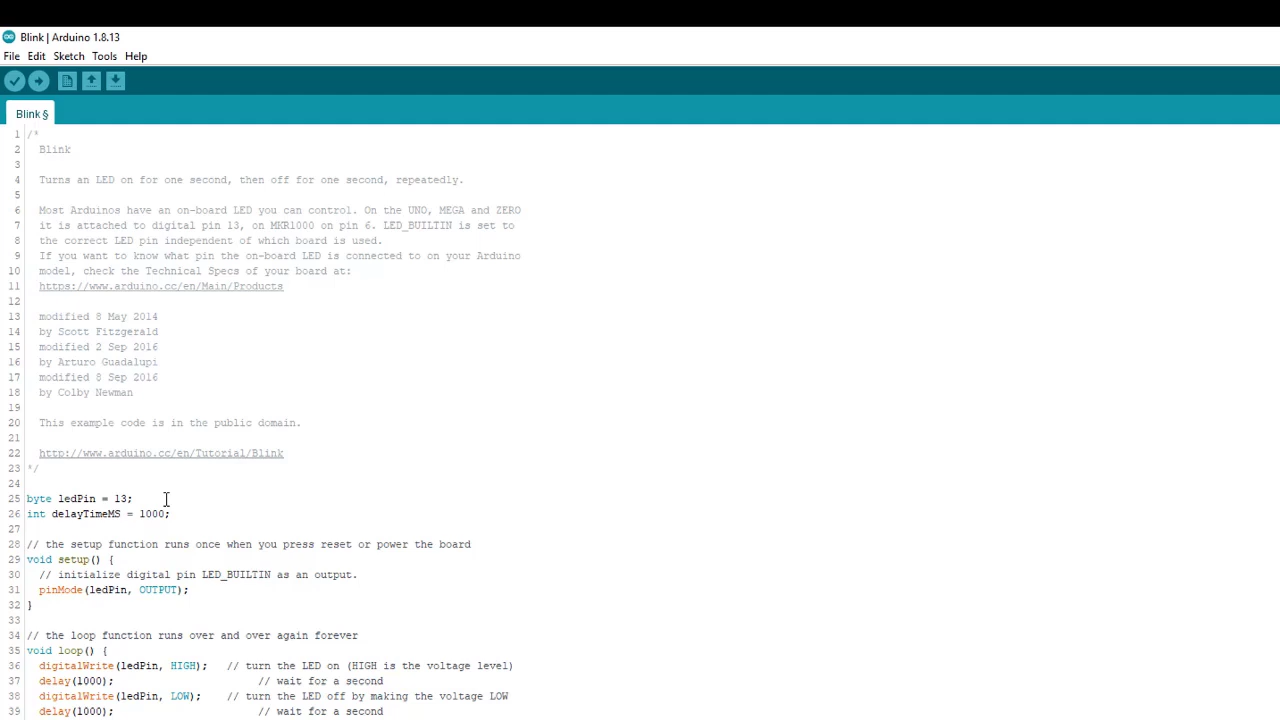 Blink | Arduino 1.8.13
File Edit Sketch Tools Help
Blink §
1 /*
2 Blink
3
4 Turns an LED on for one second, then off for one second, repeatedly.
5
6 Most Arduinos have an on-board LED you can control. On the UNO, MEGA and ZERO
7 it is attached to digital pin 13, on MKR1000 on pin 6. LED_BUILTIN is set to
8 the correct LED pin independent of which board is used.
9 If you want to know what pin the on-board LED is connected to on your Arduino
10 model, check the Technical Specs of your board at:
11 https://www.arduino.cc/en/Main/Products
12
13 modified 8 May 2014
14 by Scott Fitzgerald
15 modified 2 Sep 2016
16 by Arturo Guadalupi
17 modified 8 Sep 2016
18 by Colby Newman
19
20 This example code is in the public domain.
21
22 http://www.arduino.cc/en/Tutorial/Blink
23 */
24
25 byte ledPin = 13;
26 int delayTimeMS = 1000;
27
28 // the setup function runs once when you press reset or power the board
29 void setup() {
30 // initialize digital pin LED_BUILTIN as an output.
31 pinMode(ledPin, OUTPUT);
32 }
33
34 // the loop function runs over and over again forever
35 void loop() {
36 digitalWrite(ledPin, HIGH); // turn the LED on (HIGH is the voltage level)
37 delay(1000); // wait for a second
38 digitalWrite(ledPin, LOW); // turn the LED off by making the voltage LOW
39 delay(1000); // wait for a second